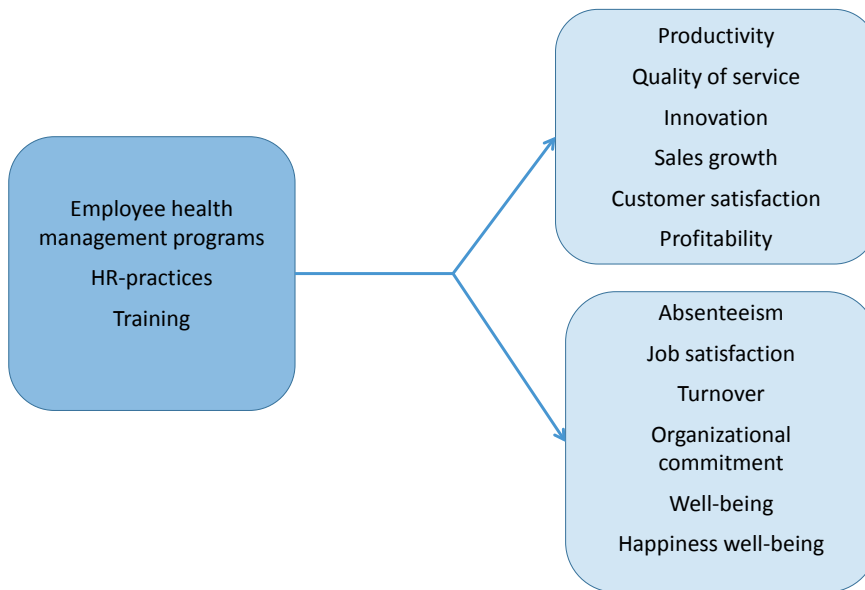 Employee health
management programs
HR-practices
Training
Productivity
Quality of service
Innovation
Sales growth
Customer satisfaction
Profitability
Absenteeism
Job satisfaction
Turnover
Organizational
commitment
Well-being
Happiness well-being